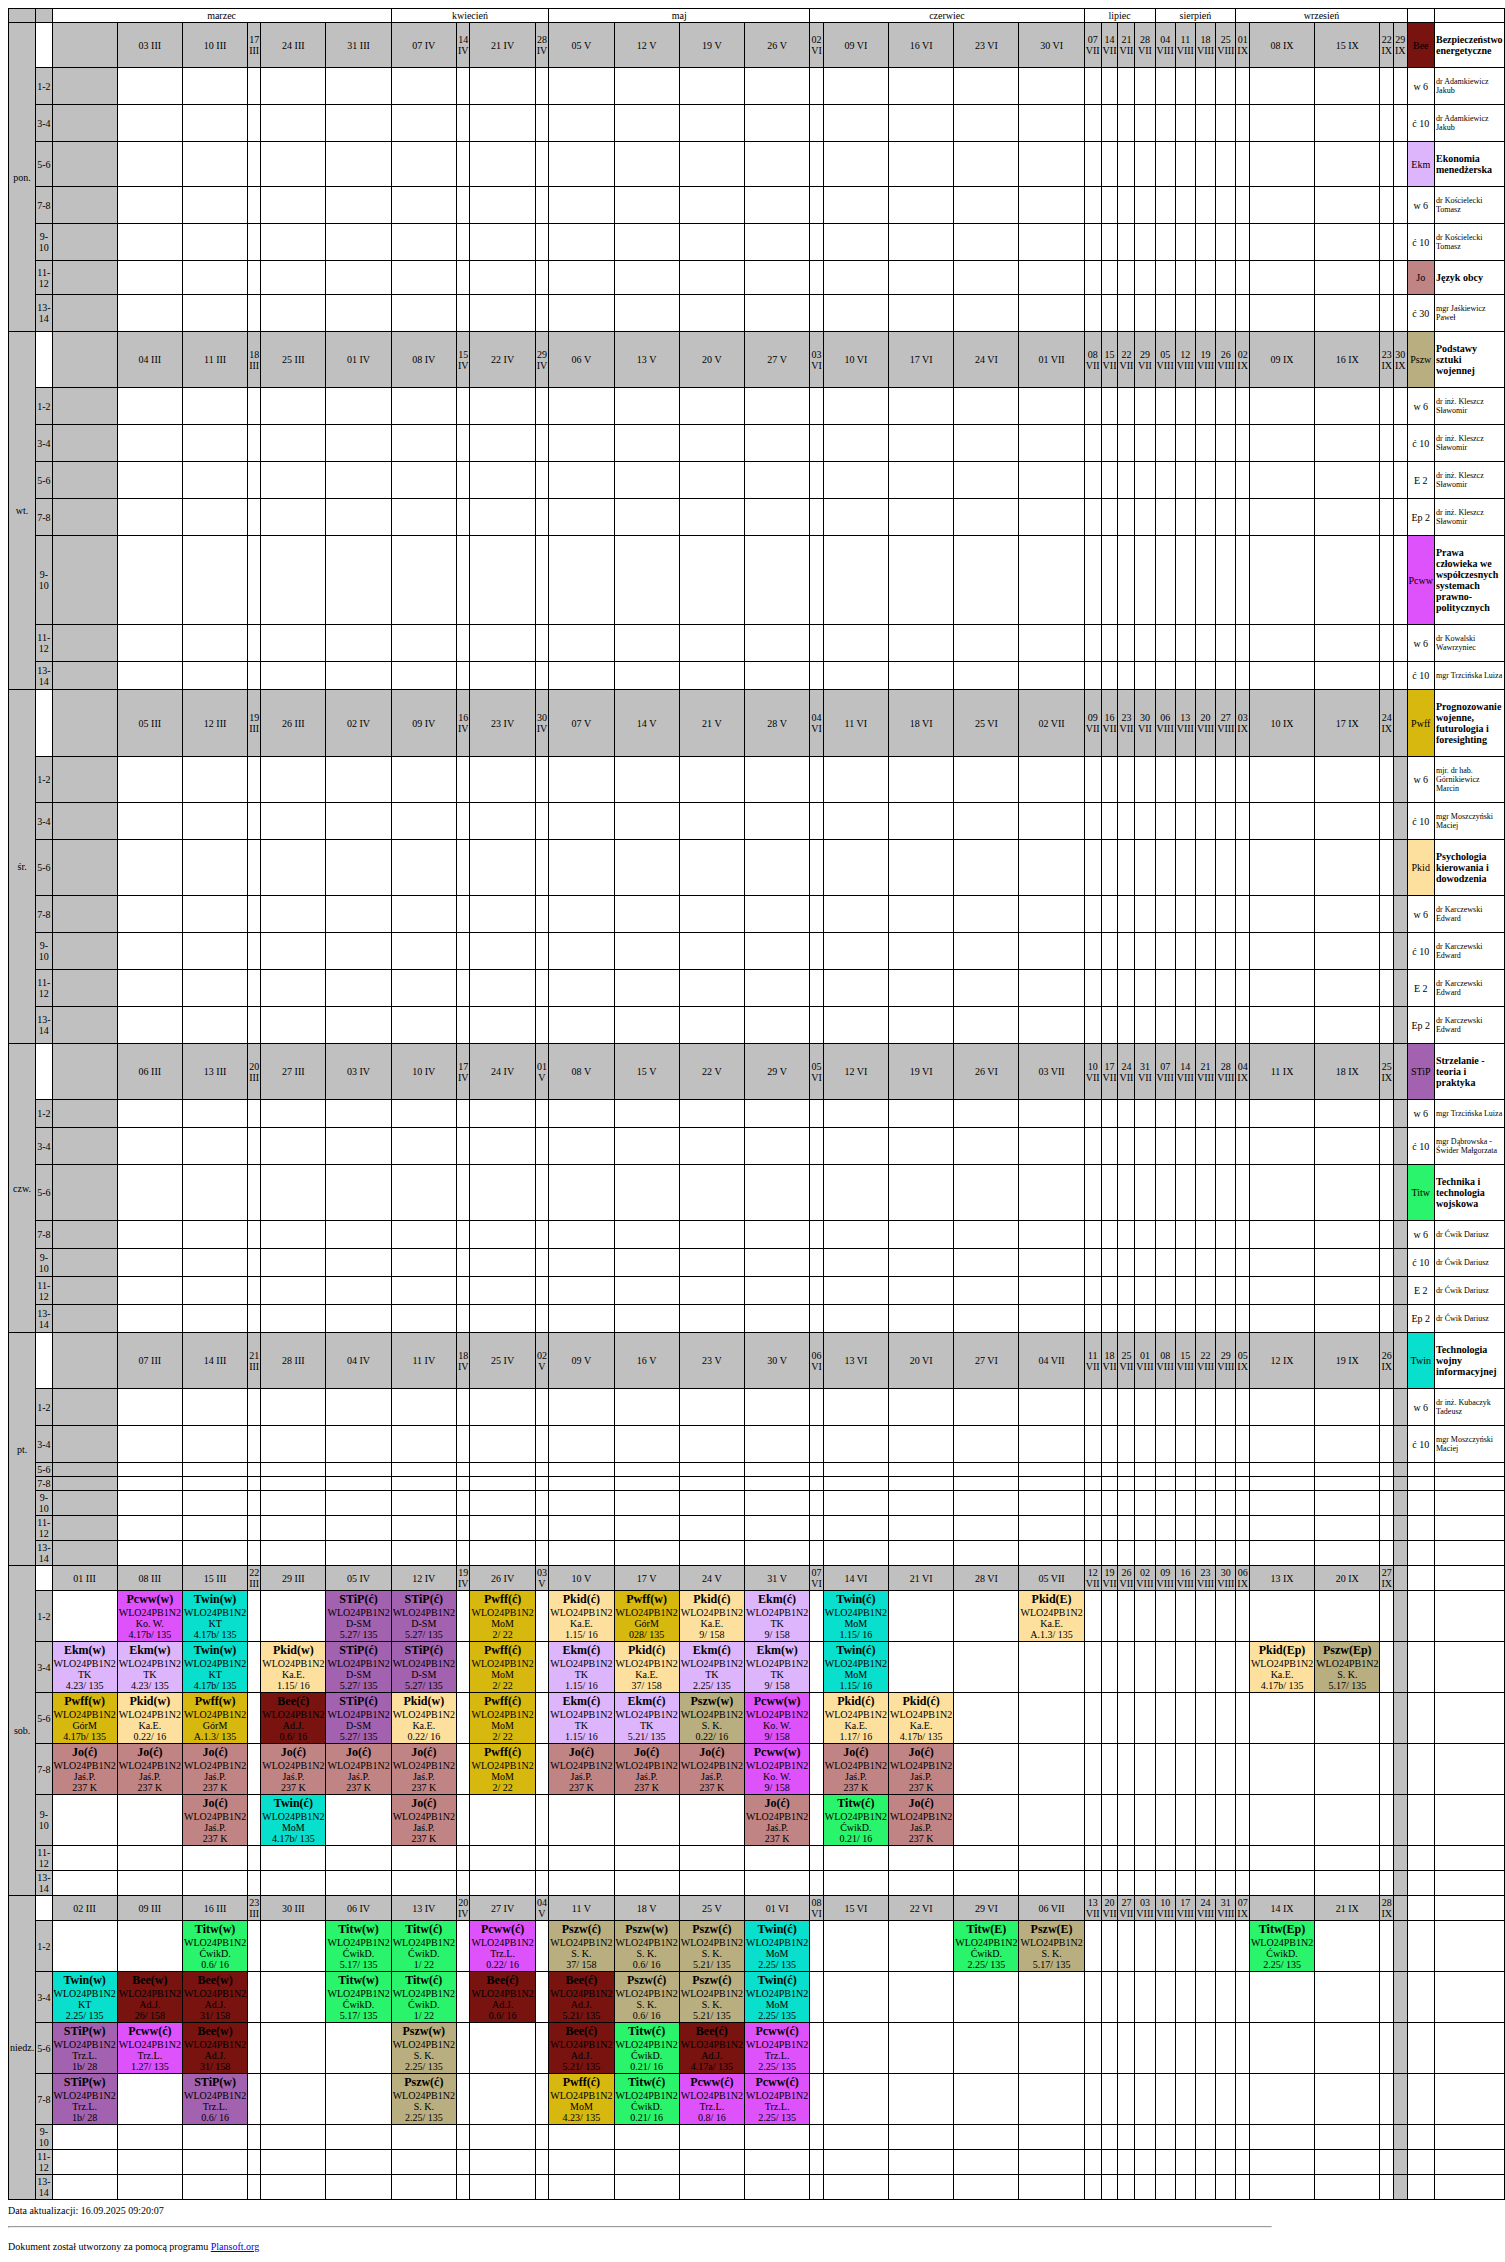 marzec kwiecień maj czerwiec lipiec sierpień wrzesień
pon. 03 III 10 III 17 III 24 III 31 III 07 IV 14 IV 21 IV 28 IV 05 V 12 V 19 V 26 V 02 VI 09 VI 16 VI 23 VI 30 VI 07 VII 14 VII 21 VII 28 VII 04 VIII 11 VIII 18 VIII 25 VIII 01 IX 08 IX 15 IX 22 IX 29 IX Bee Bezpieczeństwo energetyczne
1-2 w 6 dr Adamkiewicz Jakub
3-4 ć 10 dr Adamkiewicz Jakub
5-6 Ekm Ekonomia menedżerska
7-8 w 6 dr Kościelecki Tomasz
9-10 ć 10 dr Kościelecki Tomasz
11-12 Jo Język obcy
13-14 ć 30 mgr Jaśkiewicz Paweł
wt. 04 III 11 III 18 III 25 III 01 IV 08 IV 15 IV 22 IV 29 IV 06 V 13 V 20 V 27 V 03 VI 10 VI 17 VI 24 VI 01 VII 08 VII 15 VII 22 VII 29 VII 05 VIII 12 VIII 19 VIII 26 VIII 02 IX 09 IX 16 IX 23 IX 30 IX Pszw Podstawy sztuki wojennej
1-2 w 6 dr inż. Kleszcz Sławomir
3-4 ć 10 dr inż. Kleszcz Sławomir
5-6 E 2 dr inż. Kleszcz Sławomir
7-8 Ep 2 dr inż. Kleszcz Sławomir
9-10 Pcww Prawa człowieka we współczesnych systemach prawno-politycznych
11-12 w 6 dr Kowalski Wawrzyniec
13-14 ć 10 mgr Trzcińska Luiza
śr. 05 III 12 III 19 III 26 III 02 IV 09 IV 16 IV 23 IV 30 IV 07 V 14 V 21 V 28 V 04 VI 11 VI 18 VI 25 VI 02 VII 09 VII 16 VII 23 VII 30 VII 06 VIII 13 VIII 20 VIII 27 VIII 03 IX 10 IX 17 IX 24 IX Pwff Prognozowanie wojenne, futurologia i foresighting
1-2 w 6 mjr. dr hab. Górnikiewicz Marcin
3-4 ć 10 mgr Moszczyński Maciej
5-6 Pkid Psychologia kierowania i dowodzenia
7-8 w 6 dr Karczewski Edward
9-10 ć 10 dr Karczewski Edward
11-12 E 2 dr Karczewski Edward
13-14 Ep 2 dr Karczewski Edward
czw. 06 III 13 III 20 III 27 III 03 IV 10 IV 17 IV 24 IV 01 V 08 V 15 V 22 V 29 V 05 VI 12 VI 19 VI 26 VI 03 VII 10 VII 17 VII 24 VII 31 VII 07 VIII 14 VIII 21 VIII 28 VIII 04 IX 11 IX 18 IX 25 IX STiP Strzelanie - teoria i praktyka
1-2 w 6 mgr Trzcińska Luiza
3-4 ć 10 mgr Dąbrowska - Świder Małgorzata
5-6 Titw Technika i technologia wojskowa
7-8 w 6 dr Ćwik Dariusz
9-10 ć 10 dr Ćwik Dariusz
11-12 E 2 dr Ćwik Dariusz
13-14 Ep 2 dr Ćwik Dariusz
pt. 07 III 14 III 21 III 28 III 04 IV 11 IV 18 IV 25 IV 02 V 09 V 16 V 23 V 30 V 06 VI 13 VI 20 VI 27 VI 04 VII 11 VII 18 VII 25 VII 01 VIII 08 VIII 15 VIII 22 VIII 29 VIII 05 IX 12 IX 19 IX 26 IX Twin Technologia wojny informacyjnej
1-2 w 6 dr inż. Kubaczyk Tadeusz
3-4 ć 10 mgr Moszczyński Maciej
5-6
7-8
9-10
11-12
13-14
sob. 01 III 08 III 15 III 22 III 29 III 05 IV 12 IV 19 IV 26 IV 03 V 10 V 17 V 24 V 31 V 07 VI 14 VI 21 VI 28 VI 05 VII 12 VII 19 VII 26 VII 02 VIII 09 VIII 16 VIII 23 VIII 30 VIII 06 IX 13 IX 20 IX 27 IX
1-2 Pcww(w) Twin(w) STiP(ć) STiP(ć) Pwff(ć) Pkid(ć) Pwff(w) Pkid(ć) Ekm(ć) Twin(ć) Pkid(E)
WLO24PB1N2 WLO24PB1N2 WLO24PB1N2 WLO24PB1N2 WLO24PB1N2 WLO24PB1N2 WLO24PB1N2 WLO24PB1N2 WLO24PB1N2 WLO24PB1N2 WLO24PB1N2
Ko. W. KT D-SM D-SM MoM Ka.E. GórM Ka.E. TK MoM Ka.E.
4.17b/ 135 4.17b/ 135 5.27/ 135 5.27/ 135 2/ 22 1.15/ 16 028/ 135 9/ 158 9/ 158 1.15/ 16 A.1.3/ 135
3-4 Ekm(w) Ekm(w) Twin(w) Pkid(w) STiP(ć) STiP(ć) Pwff(ć) Ekm(ć) Pkid(ć) Ekm(ć) Ekm(w) Twin(ć) Pkid(Ep) Pszw(Ep)
WLO24PB1N2 WLO24PB1N2 WLO24PB1N2 WLO24PB1N2 WLO24PB1N2 WLO24PB1N2 WLO24PB1N2 WLO24PB1N2 WLO24PB1N2 WLO24PB1N2 WLO24PB1N2 WLO24PB1N2 WLO24PB1N2 WLO24PB1N2
TK TK KT Ka.E. D-SM D-SM MoM TK Ka.E. TK TK MoM Ka.E. S. K.
4.23/ 135 4.23/ 135 4.17b/ 135 1.15/ 16 5.27/ 135 5.27/ 135 2/ 22 1.15/ 16 37/ 158 2.25/ 135 9/ 158 1.15/ 16 4.17b/ 135 5.17/ 135
5-6 Pwff(w) Pkid(w) Pwff(w) Bee(ć) STiP(ć) Pkid(w) Pwff(ć) Ekm(ć) Ekm(ć) Pszw(w) Pcww(w) Pkid(ć) Pkid(ć)
WLO24PB1N2 WLO24PB1N2 WLO24PB1N2 WLO24PB1N2 WLO24PB1N2 WLO24PB1N2 WLO24PB1N2 WLO24PB1N2 WLO24PB1N2 WLO24PB1N2 WLO24PB1N2 WLO24PB1N2 WLO24PB1N2
GórM Ka.E. GórM Ad.J. D-SM Ka.E. MoM TK TK S. K. Ko. W. Ka.E. Ka.E.
4.17b/ 135 0.22/ 16 A.1.3/ 135 0.6/ 16 5.27/ 135 0.22/ 16 2/ 22 1.15/ 16 5.21/ 135 0.22/ 16 9/ 158 1.17/ 16 4.17b/ 135
7-8 Jo(ć) Jo(ć) Jo(ć) Jo(ć) Jo(ć) Jo(ć) Pwff(ć) Jo(ć) Jo(ć) Jo(ć) Pcww(w) Jo(ć) Jo(ć)
WLO24PB1N2 WLO24PB1N2 WLO24PB1N2 WLO24PB1N2 WLO24PB1N2 WLO24PB1N2 WLO24PB1N2 WLO24PB1N2 WLO24PB1N2 WLO24PB1N2 WLO24PB1N2 WLO24PB1N2 WLO24PB1N2
Jaś.P. Jaś.P. Jaś.P. Jaś.P. Jaś.P. Jaś.P. MoM Jaś.P. Jaś.P. Jaś.P. Ko. W. Jaś.P. Jaś.P.
237 K 237 K 237 K 237 K 237 K 237 K 2/ 22 237 K 237 K 237 K 9/ 158 237 K 237 K
9-10 Jo(ć) Twin(ć) Jo(ć) Jo(ć) Titw(ć) Jo(ć)
WLO24PB1N2 WLO24PB1N2 WLO24PB1N2 WLO24PB1N2 WLO24PB1N2 WLO24PB1N2
Jaś.P. MoM Jaś.P. Jaś.P. ĆwikD. Jaś.P.
237 K 4.17b/ 135 237 K 237 K 0.21/ 16 237 K
11-12
13-14
niedz. 02 III 09 III 16 III 23 III 30 III 06 IV 13 IV 20 IV 27 IV 04 V 11 V 18 V 25 V 01 VI 08 VI 15 VI 22 VI 29 VI 06 VII 13 VII 20 VII 27 VII 03 VIII 10 VIII 17 VIII 24 VIII 31 VIII 07 IX 14 IX 21 IX 28 IX
1-2 Titw(w) Titw(w) Titw(ć) Pcww(ć) Pszw(ć) Pszw(w) Pszw(ć) Twin(ć) Titw(E) Pszw(E) Titw(Ep)
WLO24PB1N2 WLO24PB1N2 WLO24PB1N2 WLO24PB1N2 WLO24PB1N2 WLO24PB1N2 WLO24PB1N2 WLO24PB1N2 WLO24PB1N2 WLO24PB1N2 WLO24PB1N2
ĆwikD. ĆwikD. ĆwikD. Trz.L. S. K. S. K. S. K. MoM ĆwikD. S. K. ĆwikD.
0.6/ 16 5.17/ 135 1/ 22 0.22/ 16 37/ 158 0.6/ 16 5.21/ 135 2.25/ 135 2.25/ 135 5.17/ 135 2.25/ 135
3-4 Twin(w) Bee(w) Bee(w) Titw(w) Titw(ć) Bee(ć) Bee(ć) Pszw(ć) Pszw(ć) Twin(ć)
WLO24PB1N2 WLO24PB1N2 WLO24PB1N2 WLO24PB1N2 WLO24PB1N2 WLO24PB1N2 WLO24PB1N2 WLO24PB1N2 WLO24PB1N2 WLO24PB1N2
KT Ad.J. Ad.J. ĆwikD. ĆwikD. Ad.J. Ad.J. S. K. S. K. MoM
2.25/ 135 26/ 158 31/ 158 5.17/ 135 1/ 22 0.6/ 16 5.21/ 135 0.6/ 16 5.21/ 135 2.25/ 135
5-6 STiP(w) Pcww(ć) Bee(w) Pszw(w) Bee(ć) Titw(ć) Bee(ć) Pcww(ć)
WLO24PB1N2 WLO24PB1N2 WLO24PB1N2 WLO24PB1N2 WLO24PB1N2 WLO24PB1N2 WLO24PB1N2 WLO24PB1N2
Trz.L. Trz.L. Ad.J. S. K. Ad.J. ĆwikD. Ad.J. Trz.L.
1b/ 28 1.27/ 135 31/ 158 2.25/ 135 5.21/ 135 0.21/ 16 4.17a/ 135 2.25/ 135
7-8 STiP(w) STiP(w) Pszw(ć) Pwff(ć) Titw(ć) Pcww(ć) Pcww(ć)
WLO24PB1N2 WLO24PB1N2 WLO24PB1N2 WLO24PB1N2 WLO24PB1N2 WLO24PB1N2 WLO24PB1N2
Trz.L. Trz.L. S. K. MoM ĆwikD. Trz.L. Trz.L.
1b/ 28 0.6/ 16 2.25/ 135 4.23/ 135 0.21/ 16 0.8/ 16 2.25/ 135
9-10
11-12
13-14
Data aktualizacji: 16.09.2025 09:20:07
Dokument został utworzony za pomocą programu Plansoft.org